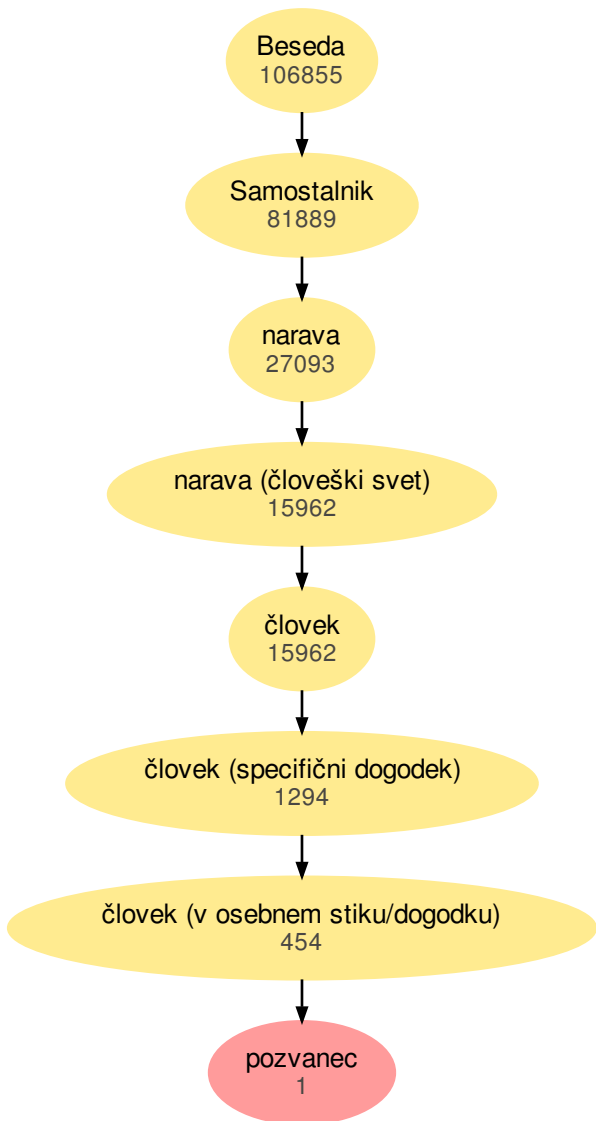 Beseda
106855
Samostalnik
81889
narava
27093
narava (človeški svet)
15962
človek
15962
človek (specifični dogodek)
1294
človek (v osebnem stiku/dogodku)
454
pozvanec
1